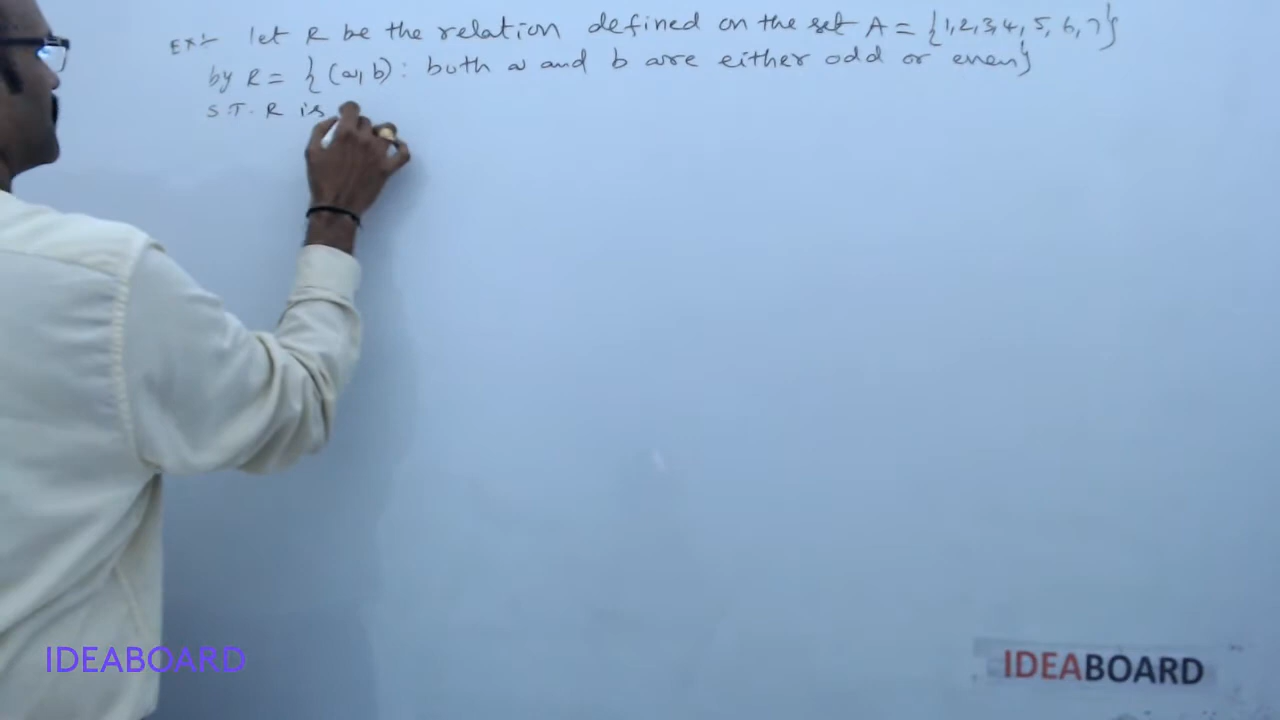 Ex:- let R be the relation defined on the set A = {1,2,3,4,5,6,7}
by R = {(a,b): both a and b are either odd or even}
S.T. R is
IDEABOARD
IDEABOARD